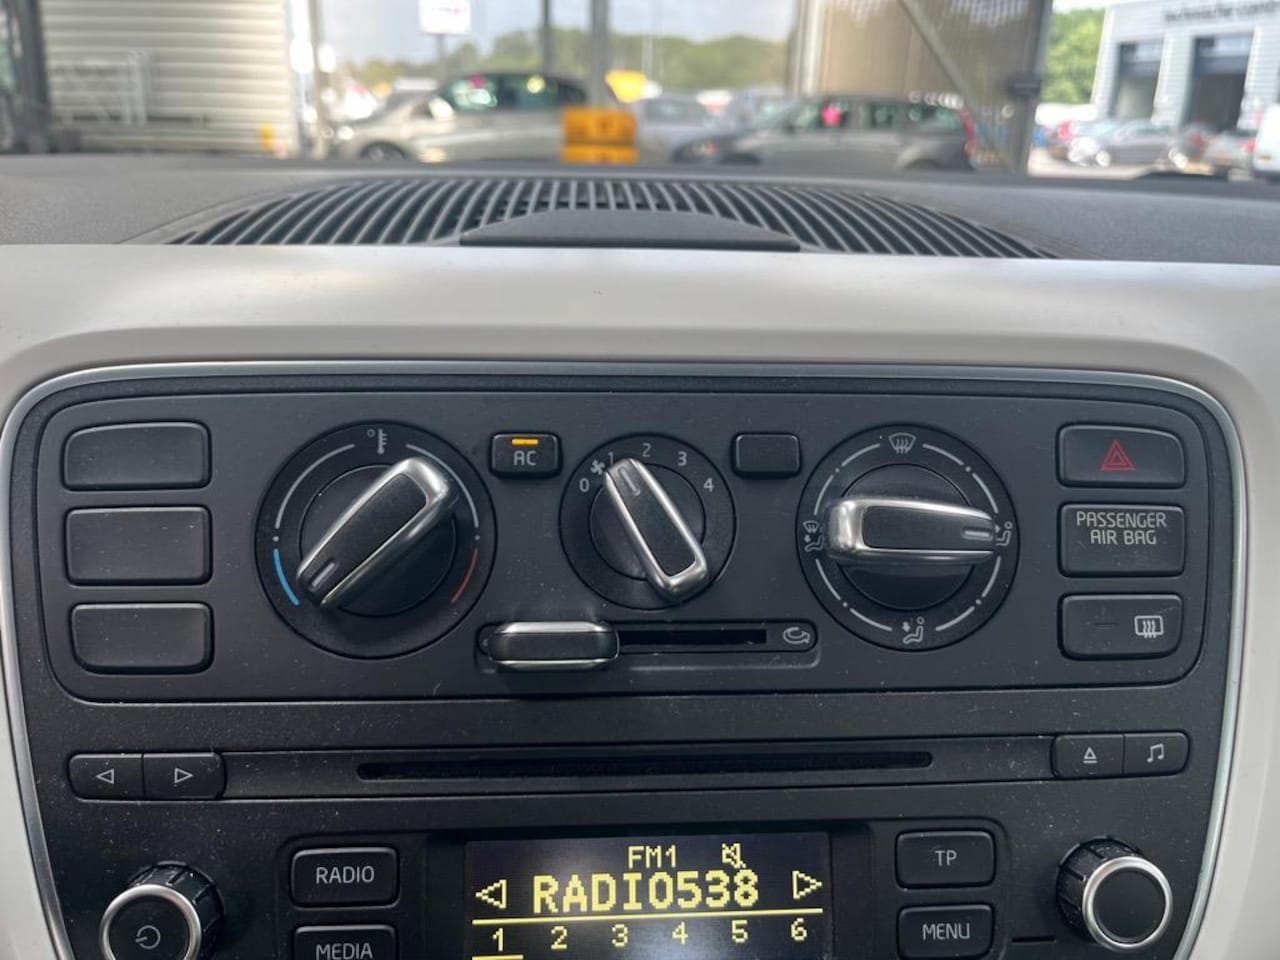 AC
0 1 2 3 4
PASSENGER
AIR BAG
RADIO
MEDIA
FM1
RADIO538
1 2 3 4 5 6
TP
MENU